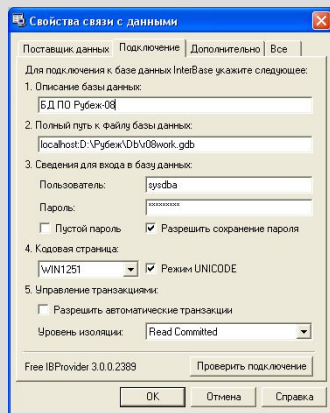 Свойства связи с данными
Поставщик данных Подключение Дополнительно Все
Для подключения к базе данных InterBase укажите следующее:
1. Описание базы данных:
БД ПО Рубеж-08
2. Полный путь к файлу базы данных:
localhost:D:\Рубеж\Db\r08work.gdb
3. Сведения для входа в базу данных:
Пользователь: sysdba
Пароль: *********
Пустой пароль Разрешить сохранение пароля
4. Кодовая страница:
WIN1251 Режим UNICODE
5. Управление транзакциями:
Разрешить автоматические транзакции
Уровень изоляции: Read Committed
Free IBProvider 3.0.0.2389 Проверить подключение
OK Отмена Справка